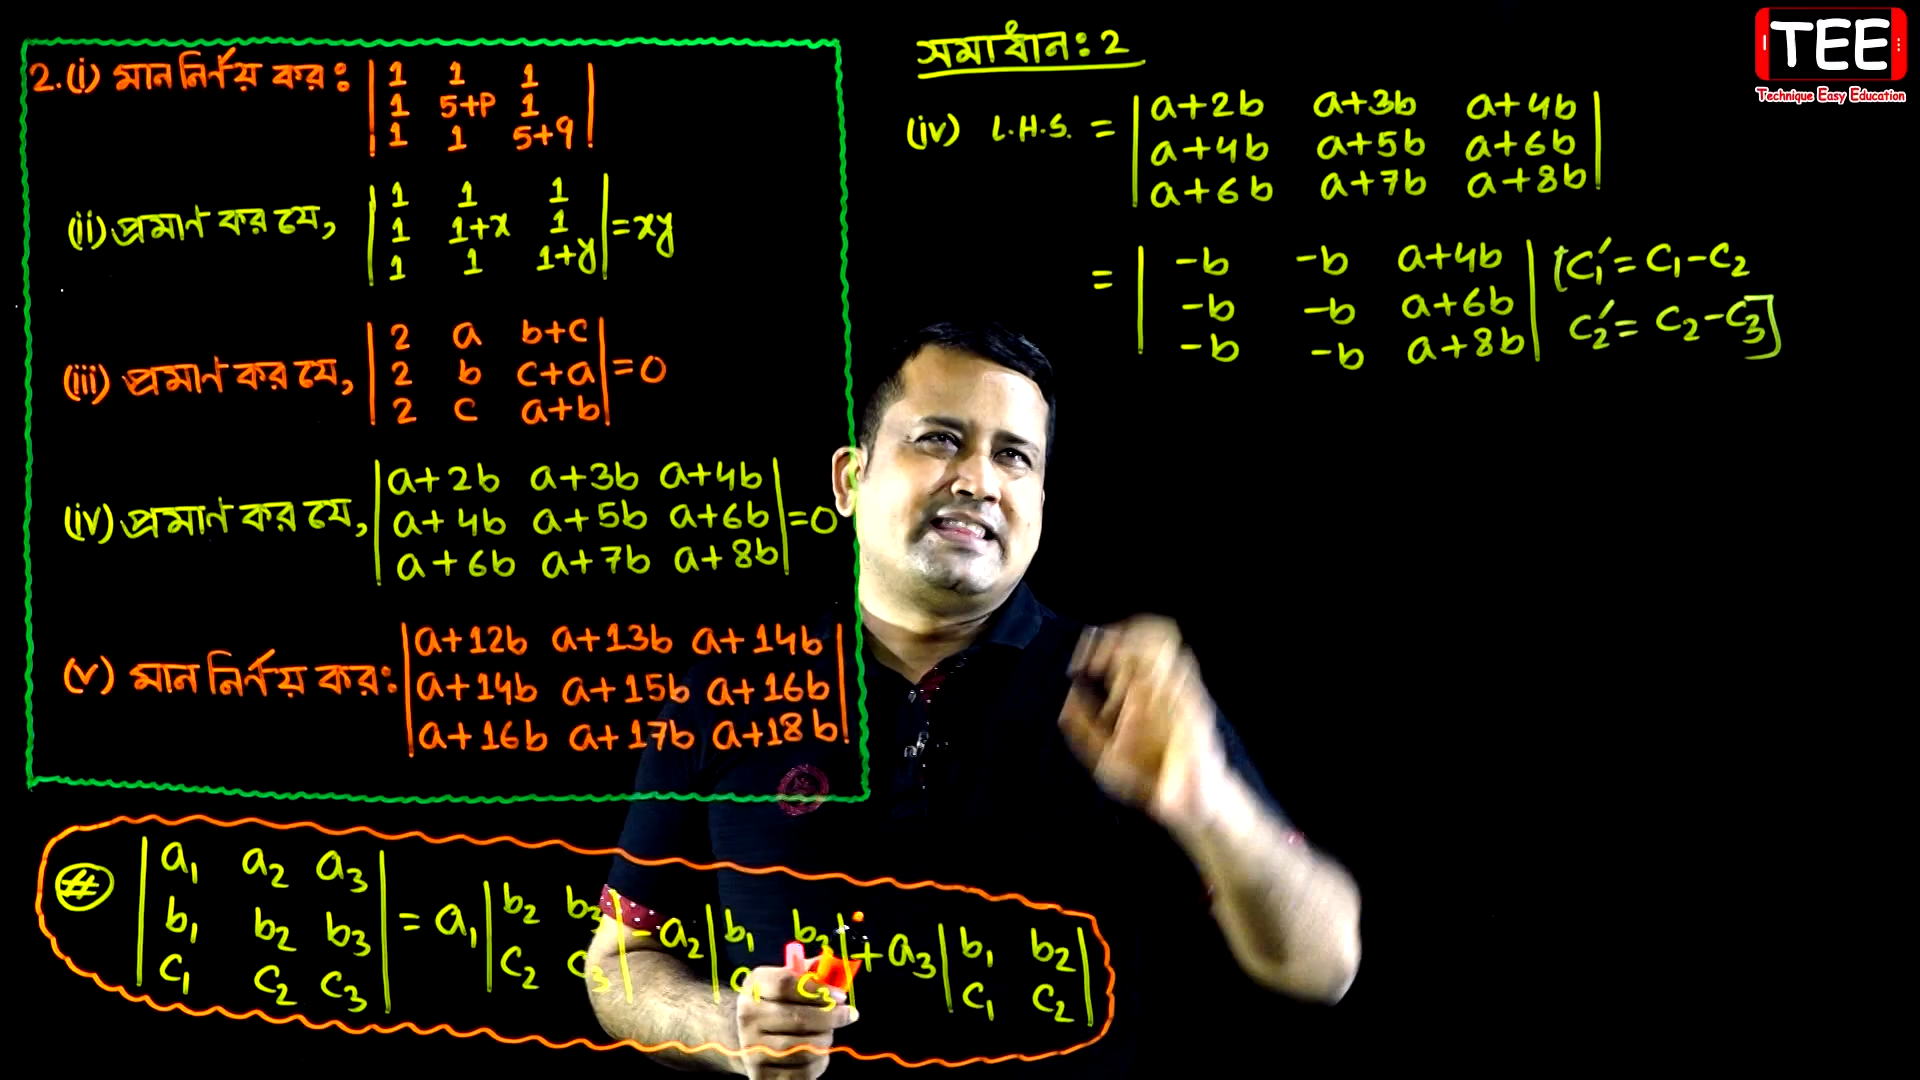 2.(i) মান নির্ণয় কর: | 1 1 1 |
| 1 5+p 1 |
| 1 1 5+q |
(ii) প্রমাণ কর যে, | 1 1 1 |
| 1 1+x 1 | = xy
| 1 1 1+y |
(iii) প্রমাণ কর যে, | 2 a b+c |
| 2 b c+a | = 0
| 2 c a+b |
(iv) প্রমাণ কর যে, | a+2b a+3b a+4b |
| a+4b a+5b a+6b | = 0
| a+6b a+7b a+8b |
(v) মান নির্ণয় কর: | a+12b a+13b a+14b |
| a+14b a+15b a+16b |
| a+16b a+17b a+18b |
# | a₁ a₂ a₃ | = a₁ | b₂ b₃ | - a₂ | b₁ b₃ | + a₃ | b₁ b₂ |
| b₁ b₂ b₃ | | c₂ c₃ | | c₃ | | c₁ c₂ |
| c₁ c₂ c₃ |
সমাধান: 2
(iv) L.H.S. = | a+2b a+3b a+4b |
| a+4b a+5b a+6b |
| a+6b a+7b a+8b |
= | -b -b a+4b | [c₁′ = c₁-c₂
| -b -b a+6b | c₂′ = c₂-c₃]
| -b -b a+8b |
TEE
Technique Easy Education